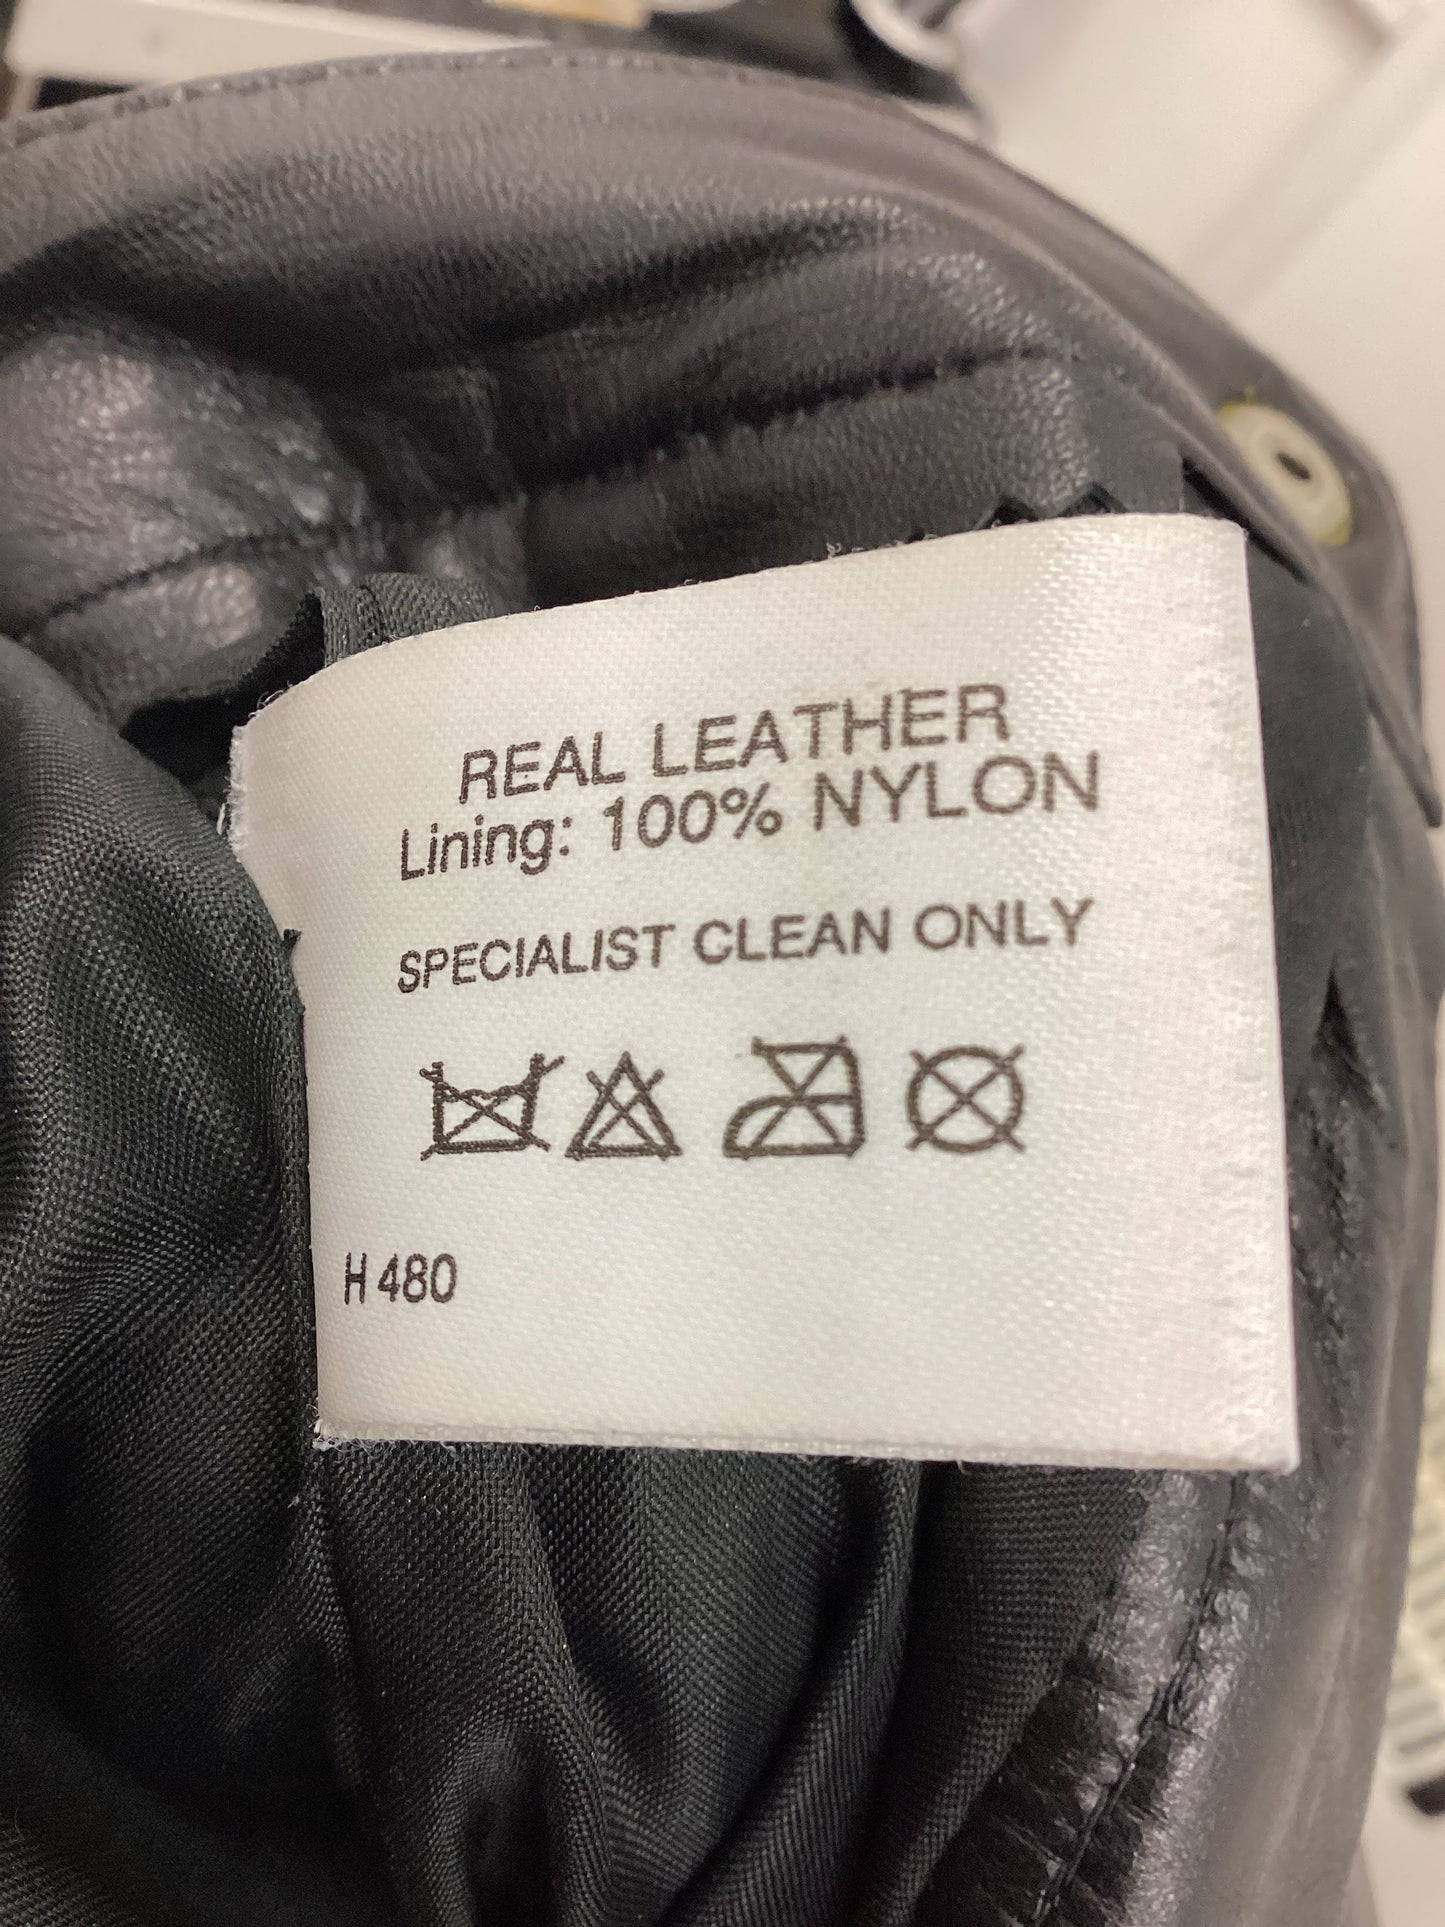 REAL LEATHER
Lining: 100% NYLON
SPECIALIST CLEAN ONLY
H 480